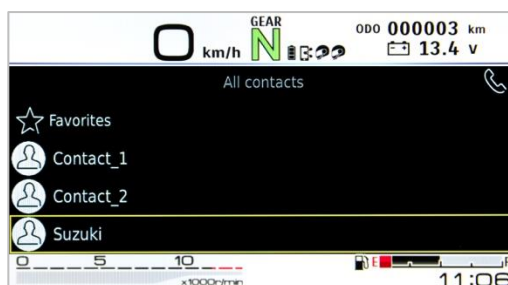 GEAR
0 km/h N ODO 000003 km
13.4 V
All contacts
Favorites
Contact_1
Contact_2
Suzuki
0 5 10 E F
x1000r/min 11:06